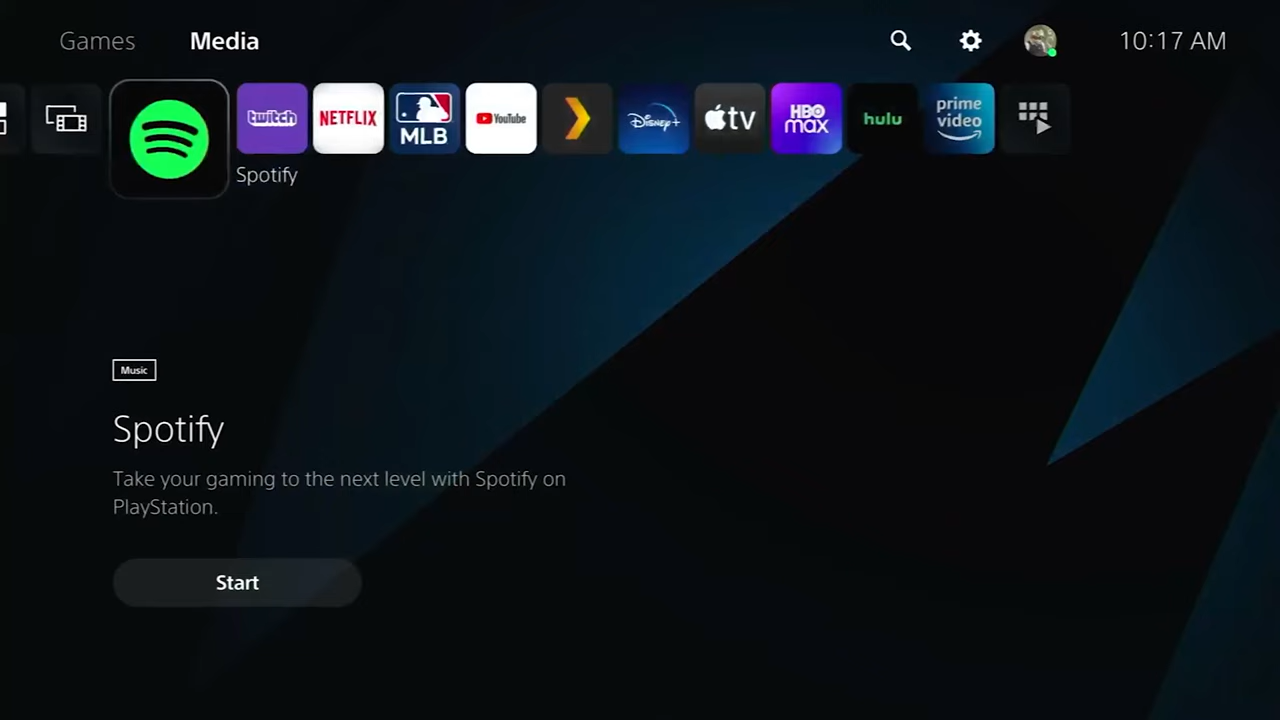 Games Media 10:17 AM
twitch NETFLIX MLB YouTube Disney+ tv HBO max hulu prime video
Spotify
Music
Spotify
Take your gaming to the next level with Spotify on
PlayStation.
Start